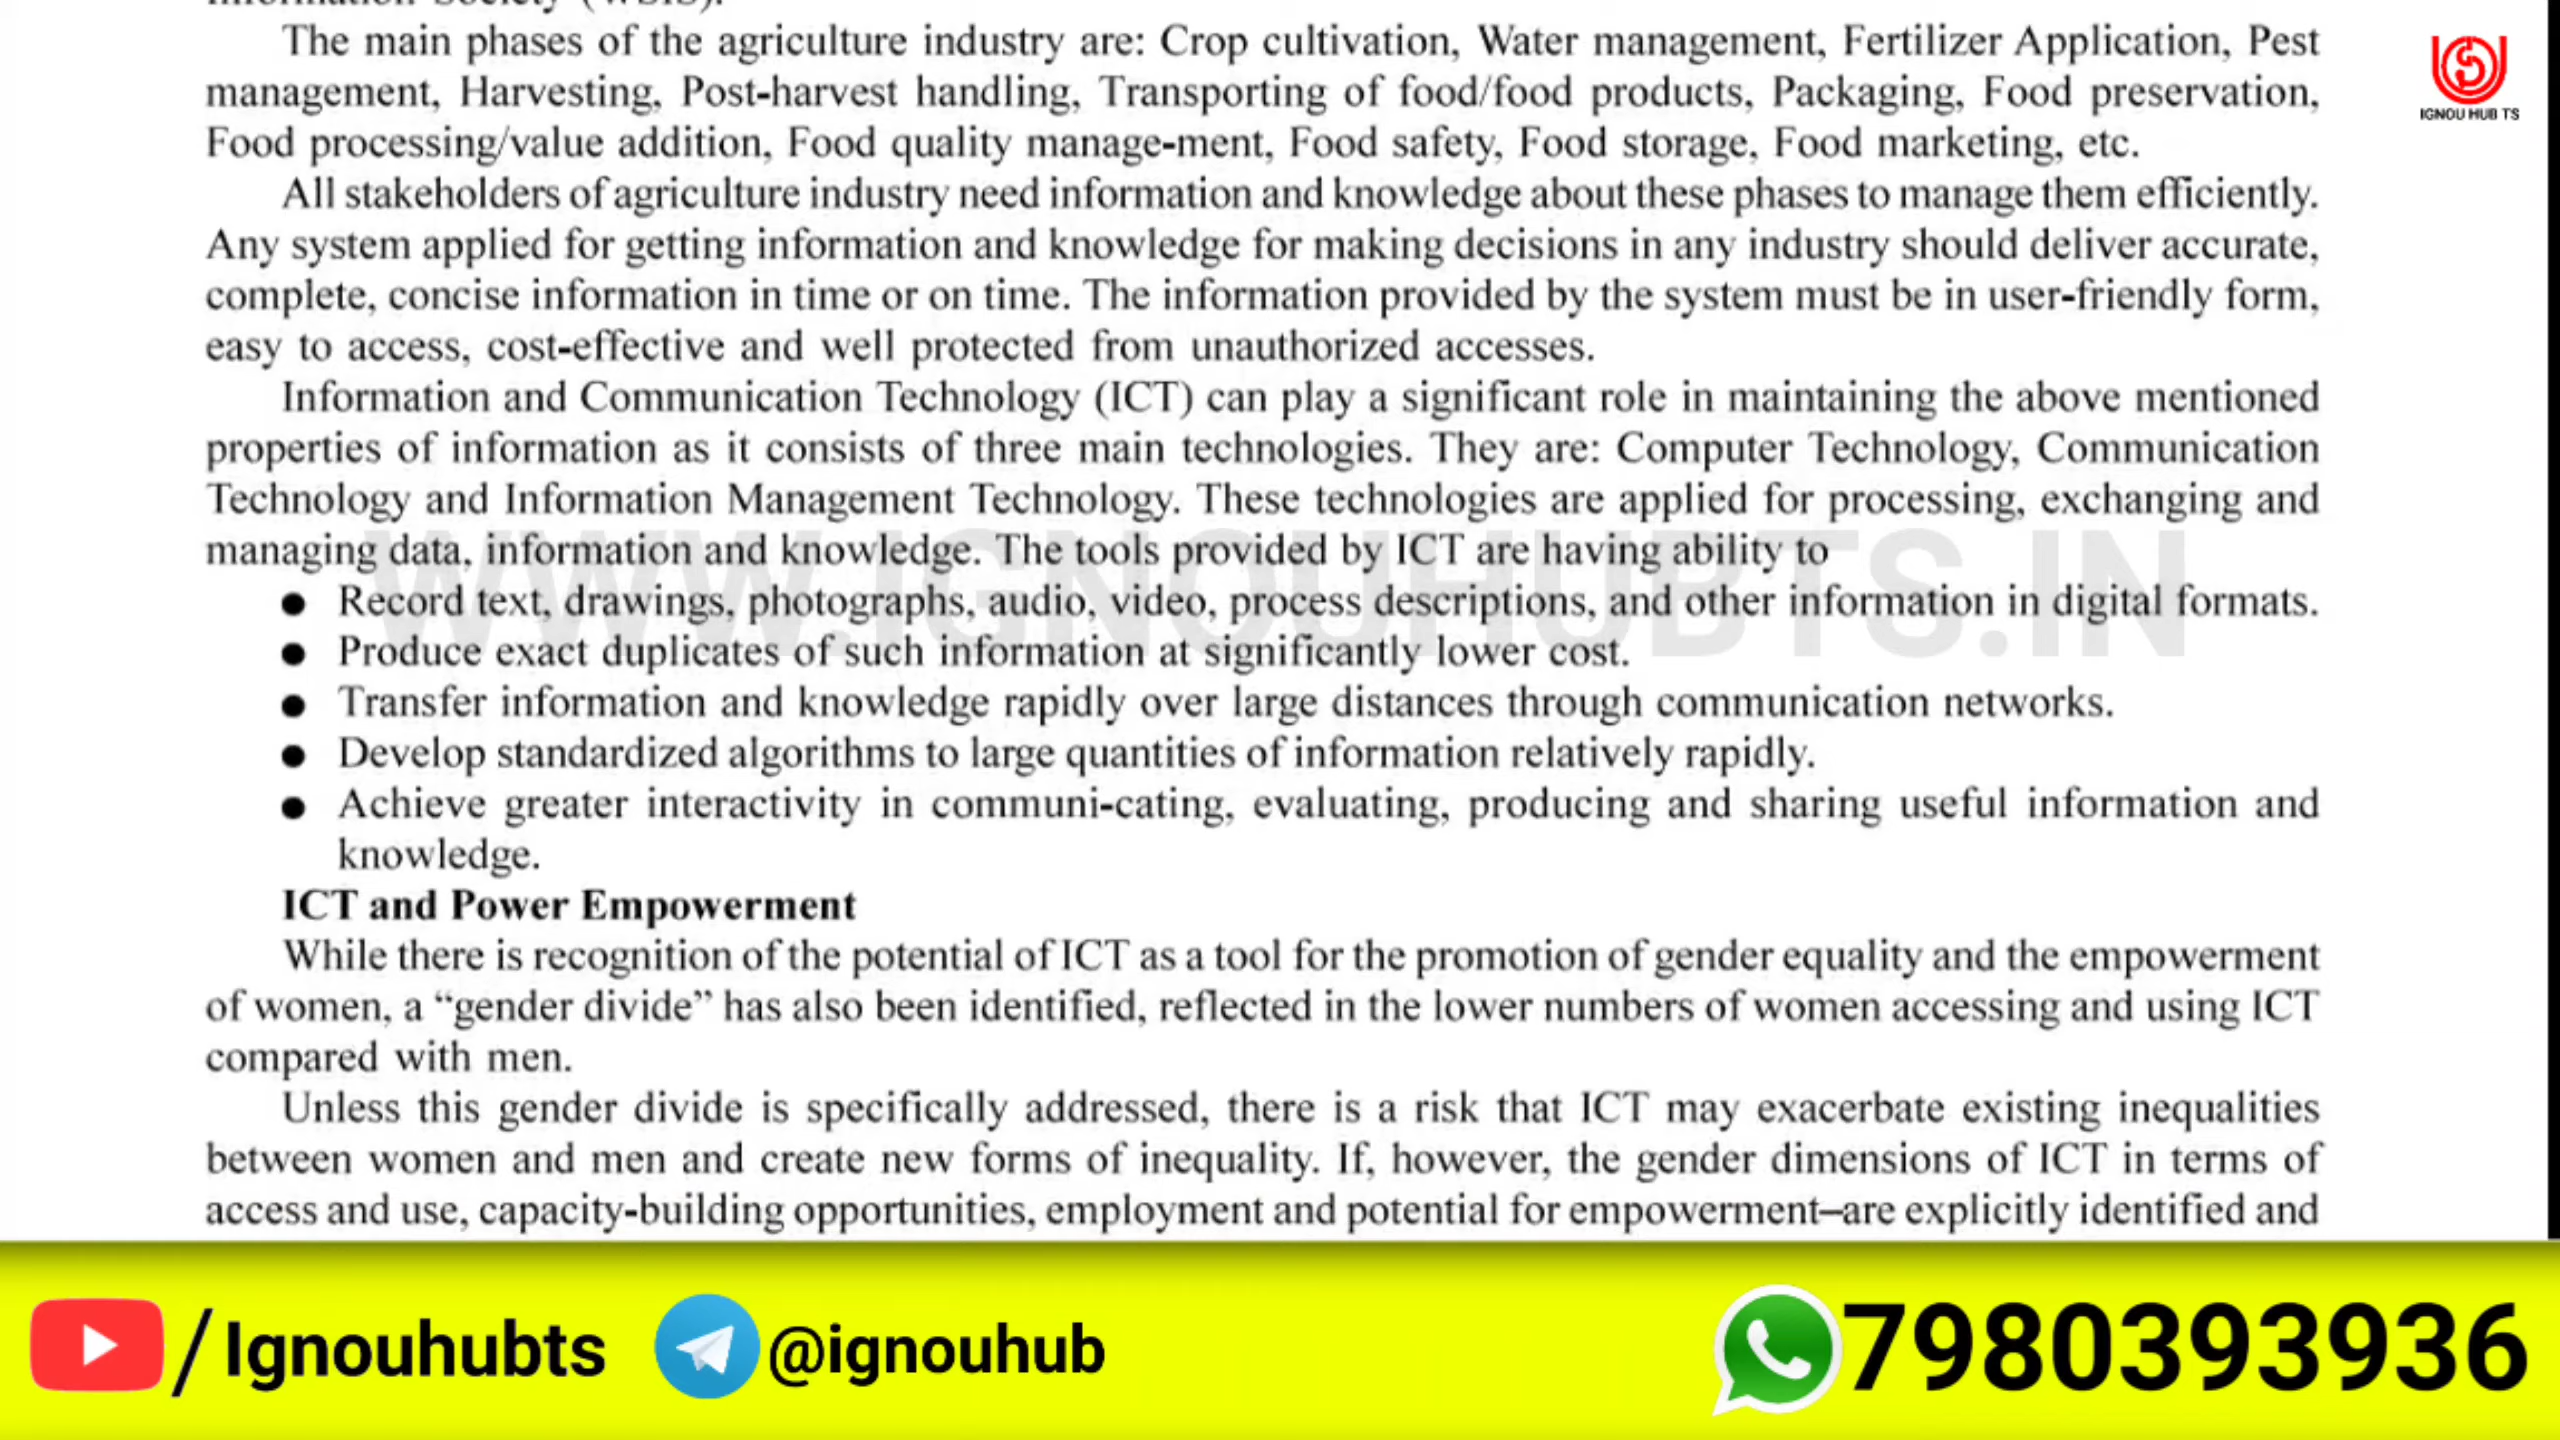 Information Society (WSIS).
The main phases of the agriculture industry are: Crop cultivation, Water management, Fertilizer Application, Pest
management, Harvesting, Post-harvest handling, Transporting of food/food products, Packaging, Food preservation,
Food processing/value addition, Food quality manage-ment, Food safety, Food storage, Food marketing, etc.
All stakeholders of agriculture industry need information and knowledge about these phases to manage them efficiently.
Any system applied for getting information and knowledge for making decisions in any industry should deliver accurate,
complete, concise information in time or on time. The information provided by the system must be in user-friendly form,
easy to access, cost-effective and well protected from unauthorized accesses.
Information and Communication Technology (ICT) can play a significant role in maintaining the above mentioned
properties of information as it consists of three main technologies. They are: Computer Technology, Communication
Technology and Information Management Technology. These technologies are applied for processing, exchanging and
managing data, information and knowledge. The tools provided by ICT are having ability to
● Record text, drawings, photographs, audio, video, process descriptions, and other information in digital formats.
● Produce exact duplicates of such information at significantly lower cost.
● Transfer information and knowledge rapidly over large distances through communication networks.
● Develop standardized algorithms to large quantities of information relatively rapidly.
● Achieve greater interactivity in communi-cating, evaluating, producing and sharing useful information and
knowledge.
ICT and Power Empowerment
While there is recognition of the potential of ICT as a tool for the promotion of gender equality and the empowerment
of women, a “gender divide” has also been identified, reflected in the lower numbers of women accessing and using ICT
compared with men.
Unless this gender divide is specifically addressed, there is a risk that ICT may exacerbate existing inequalities
between women and men and create new forms of inequality. If, however, the gender dimensions of ICT in terms of
access and use, capacity-building opportunities, employment and potential for empowerment–are explicitly identified and
IGNOU HUB TS
WWW.IGNOUHUBTS.IN
/Ignouhubts @ignouhub 7980393936